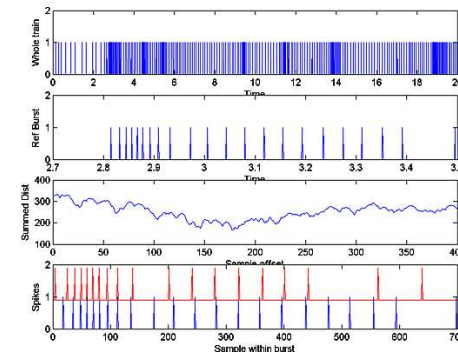 2
1
0
Whole train
0 2 4 6 8 10 12 14 16 18 20
Time
2
1
0
Ref Burst
2.7 2.8 2.9 3 3.1 3.2 3.3 3.4
Time
400
300
200
100
Summed Dist
0 50 100 150 200 250 300 350 400
Sample offset
2
1
0
Spikes
0 100 200 300 400 500 600 700
Sample within burst